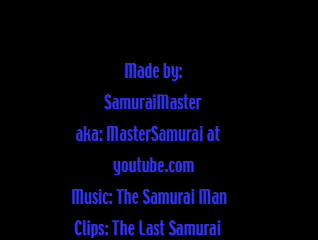 Made by:
SamuraiMaster
aka: MasterSamurai at
youtube.com
Music: The Samurai Man
Clips: The Last Samurai